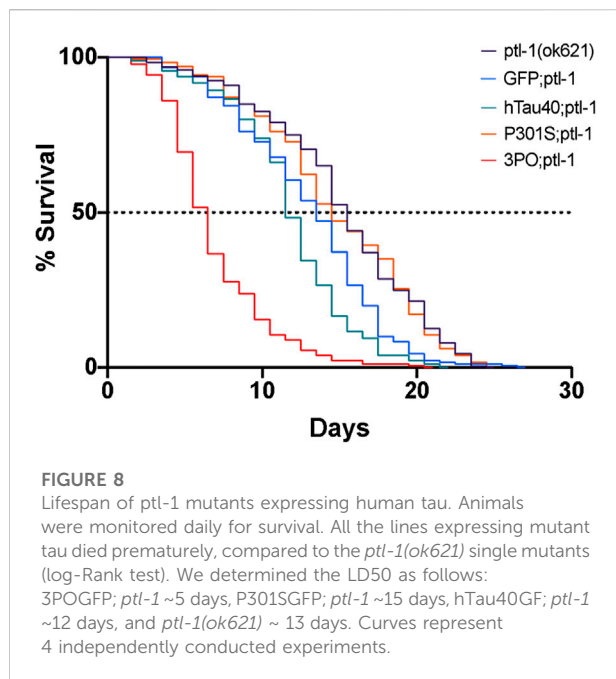 100
50
0
% Survival
0
10
20
30
Days
ptl-1(ok621)
GFP;ptl-1
hTau40;ptl-1
P301S;ptl-1
3PO;ptl-1
FIGURE 8
Lifespan of ptl-1 mutants expressing human tau. Animals
were monitored daily for survival. All the lines expressing mutant
tau died prematurely, compared to the ptl-1(ok621) single mutants
(log-Rank test). We determined the LD50 as follows:
3POGFP; ptl-1 ~5 days, P301SGFP; ptl-1 ~15 days, hTau40GF; ptl-1
~12 days, and ptl-1(ok621) ~ 13 days. Curves represent
4 independently conducted experiments.